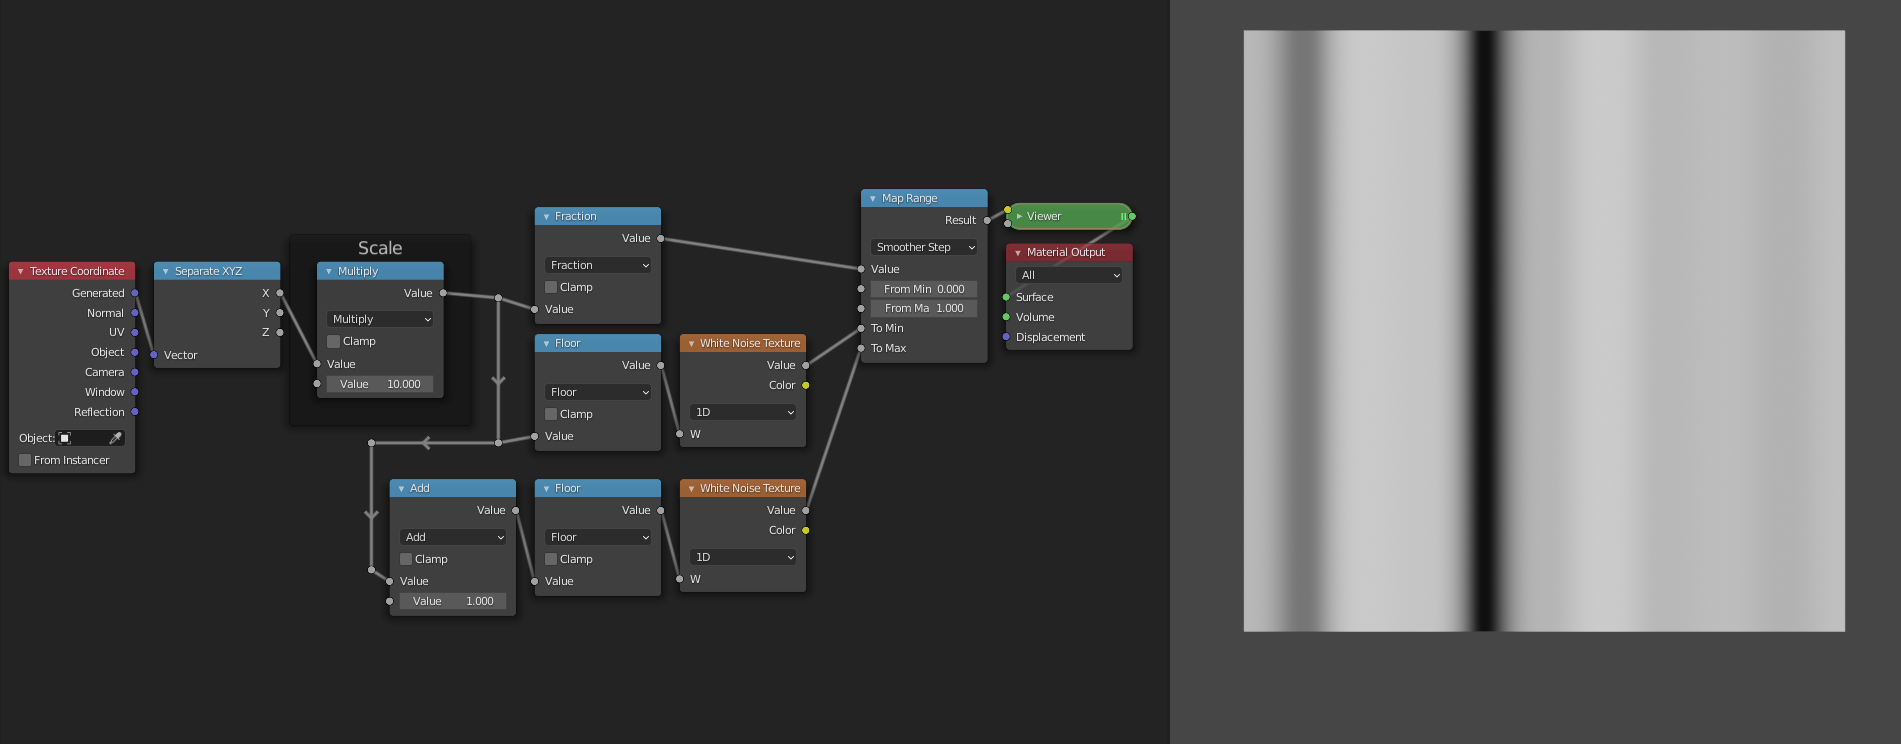 Texture Coordinate
Generated
Normal
UV
Object
Camera
Window
Reflection
Object:
From Instancer
Separate XYZ
X
Y
Z
Vector
Scale
Multiply
Value
Multiply
Clamp
Value
Value 10.000
Fraction
Value
Fraction
Clamp
Value
Floor
Value
Floor
Clamp
Value
White Noise Texture
Value
Color
1D
W
Add
Value
Add
Clamp
Value
Value 1.000
Floor
Value
Floor
Clamp
Value
White Noise Texture
Value
Color
1D
W
Map Range
Result
Smoother Step
Value
From Min 0.000
From Ma 1.000
To Min
To Max
Viewer
Material Output
All
Surface
Volume
Displacement